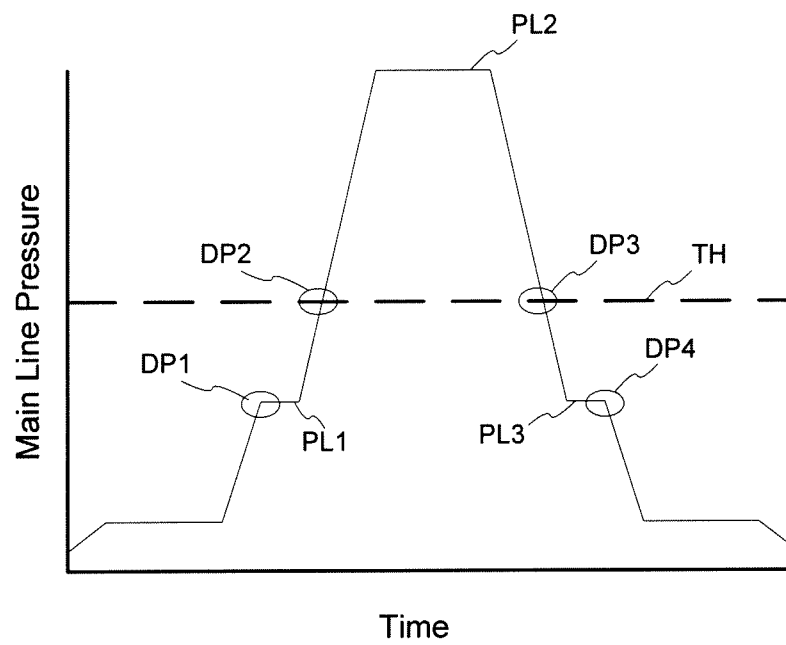 PL2
DP2
DP3
TH
DP1
DP4
PL1
PL3
Main Line Pressure
Time